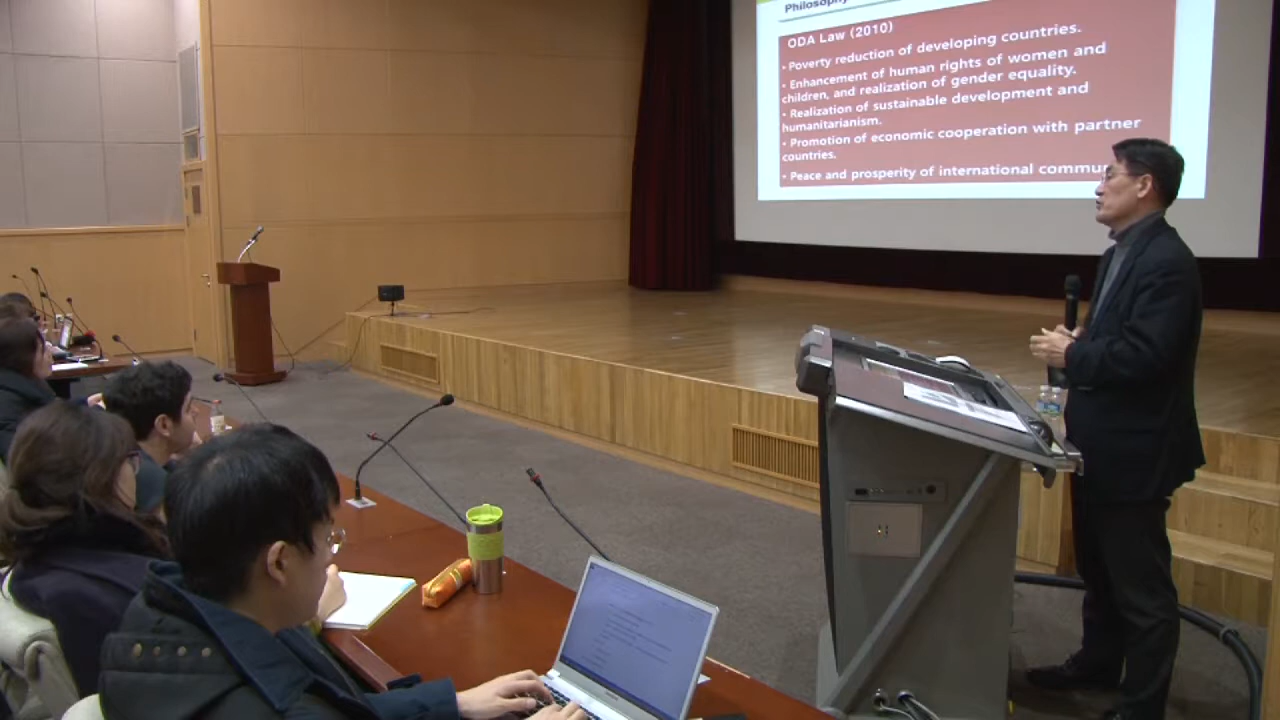 Philosophy
ODA Law (2010)
• Poverty reduction of developing countries.
• Enhancement of human rights of women and
children, and realization of gender equality.
• Realization of sustainable development and
humanitarianism.
• Promotion of economic cooperation with partner
countries.
• Peace and prosperity of international commu